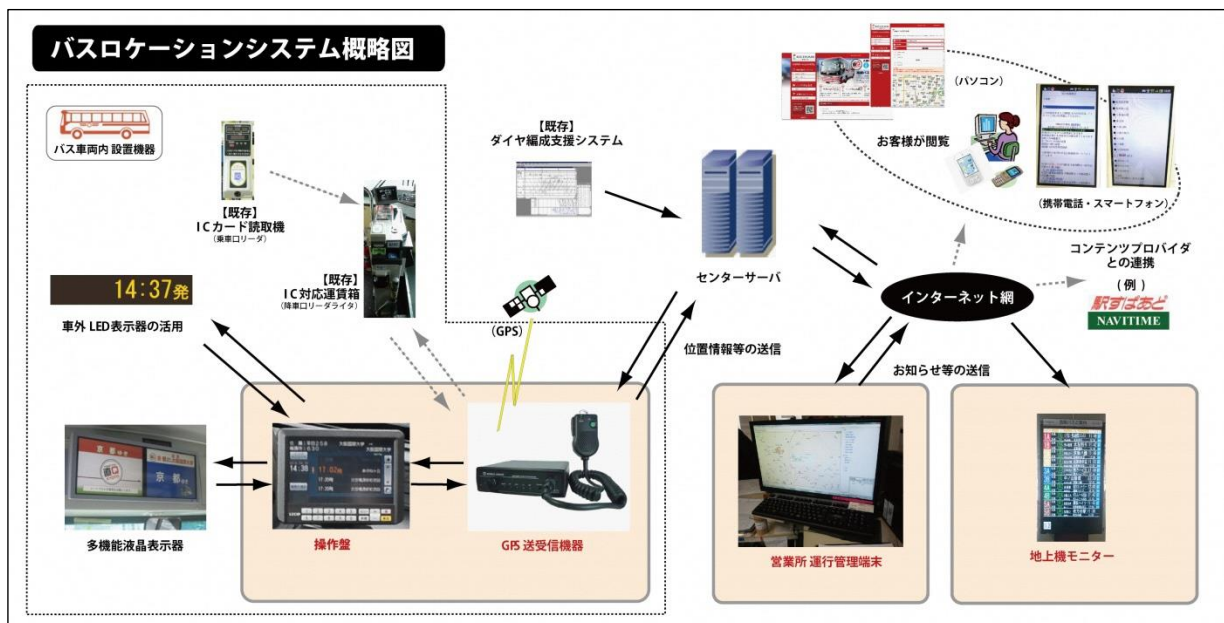 バスロケーションシステム概略図
バス車両内 設置機器
【既存】
ICカード読取機
(乗車口リーダ)
【既存】
IC対応運賃箱
(降車口リーダライタ)
14:37発
車外 LED表示器の活用
【既存】
ダイヤ編成支援システム
(GPS)
センターサーバ
位置情報等の送信
(パソコン)
お客様が閲覧
(携帯電話・スマートフォン)
コンテンツプロバイダ
との連携
(例)
駅すぱあと
NAVITIME
インターネット網
お知らせ等の送信
京都
京都
多機能液晶表示器
14:38
17:02
操作盤
GPS 送受信機器
営業所 運行管理端末
地上機モニター